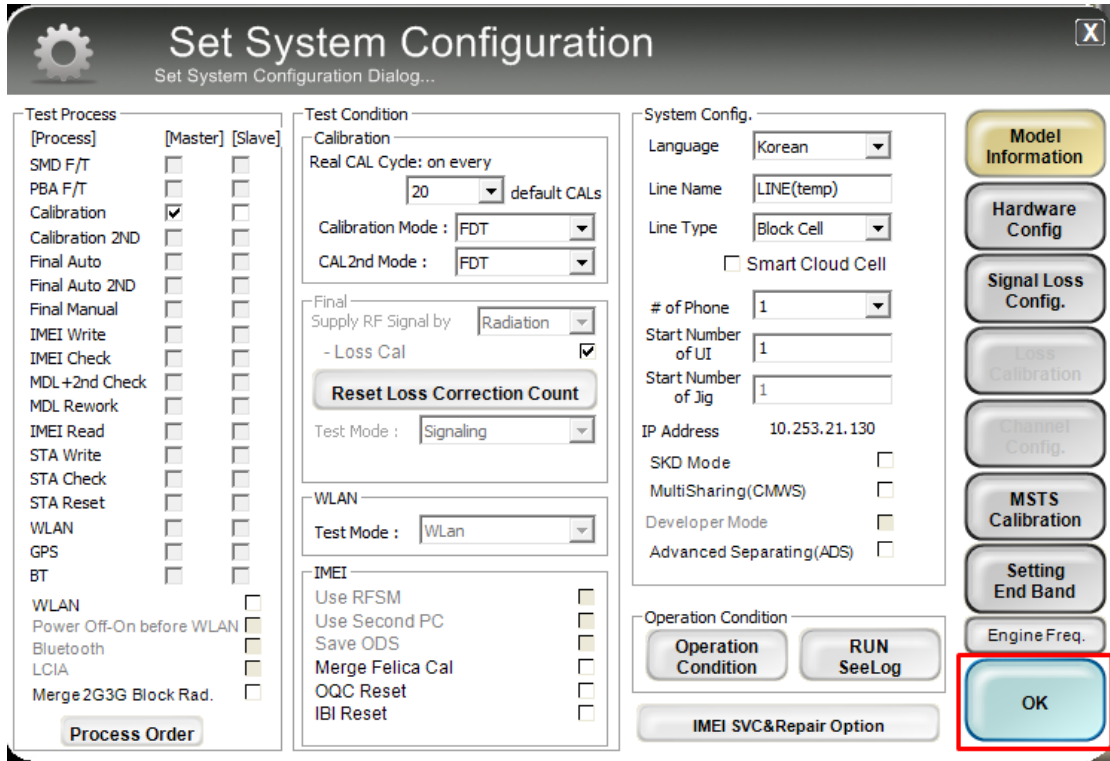 Set System Configuration
X
Set System Configuration Dialog...
Test Process
[Process] [Master] [Slave]
SMD F/T
PBA F/T
Calibration
Calibration 2ND
Final Auto
Final Auto 2ND
Final Manual
IMEI Write
IMEI Check
MDL+2nd Check
MDL Rework
IMEI Read
STA Write
STA Check
STA Reset
WLAN
GPS
BT
WLAN
Power Off-On before WLAN
Bluetooth
LCIA
Merge 2G3G Block Rad.
Process Order
Test Condition
Calibration
Real CAL Cycle: on every
20 default CALs
Calibration Mode : FDT
CAL2nd Mode : FDT
Final
Supply RF Signal by Radiation
- Loss Cal
Reset Loss Correction Count
Test Mode : Signaling
WLAN
Test Mode : WLan
IMEI
Use RFSM
Use Second PC
Save ODS
Merge Felica Cal
OQC Reset
IBI Reset
System Config.
Language Korean
Line Name LINE(temp)
Line Type Block Cell
Smart Cloud Cell
# of Phone 1
Start Number
of UI 1
Start Number
of Jig 1
IP Address 10.253.21.130
SKD Mode
MultiSharing(CMWS)
Developer Mode
Advanced Separating(ADS)
Operation Condition
Operation
Condition
RUN
SeeLog
IMEI SVC&Repair Option
Model
Information
Hardware
Config
Signal Loss
Config.
Loss
Calibration
Channel
Config.
MSTS
Calibration
Setting
End Band
Engine Freq.
OK